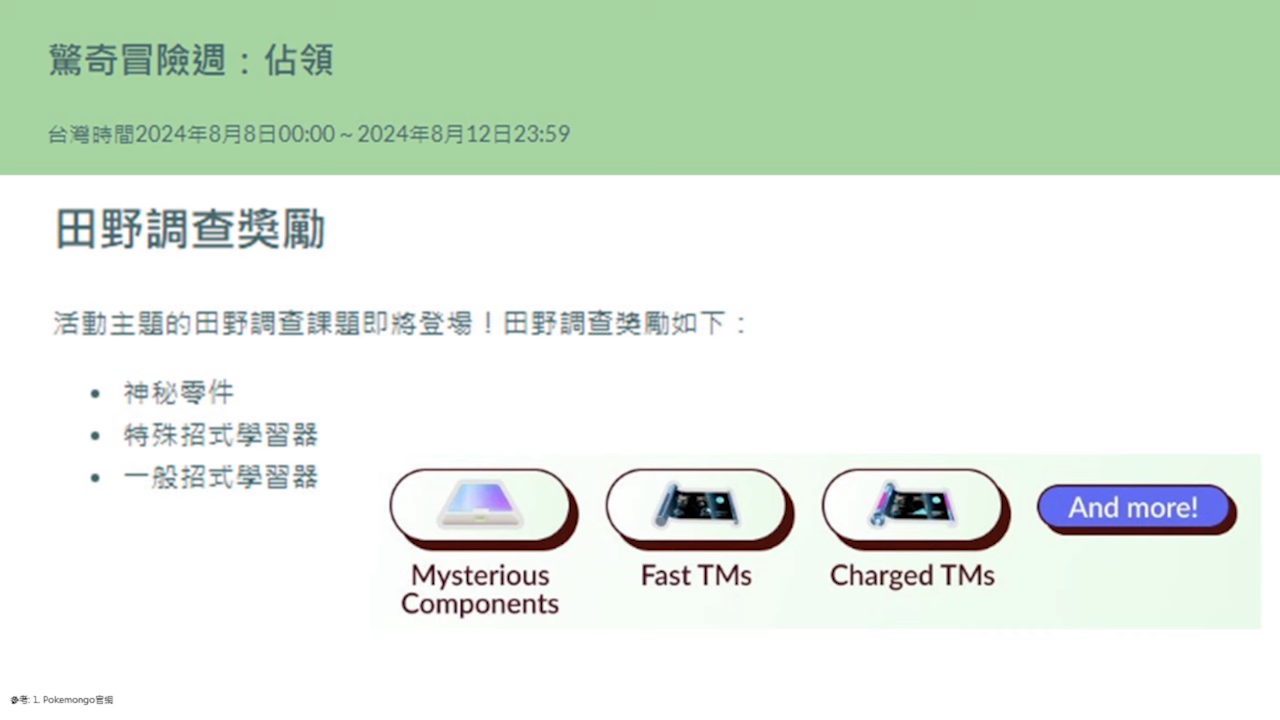 驚奇冒險週：佔領
台灣時間2024年8月8日00:00 ~ 2024年8月12日23:59
田野調查獎勵
活動主題的田野調查課題即將登場！田野調查獎勵如下：
• 神秘零件
• 特殊招式學習器
• 一般招式學習器
Mysterious
Components
Fast TMs
Charged TMs
And more!
參考: 1. Pokemongo官網